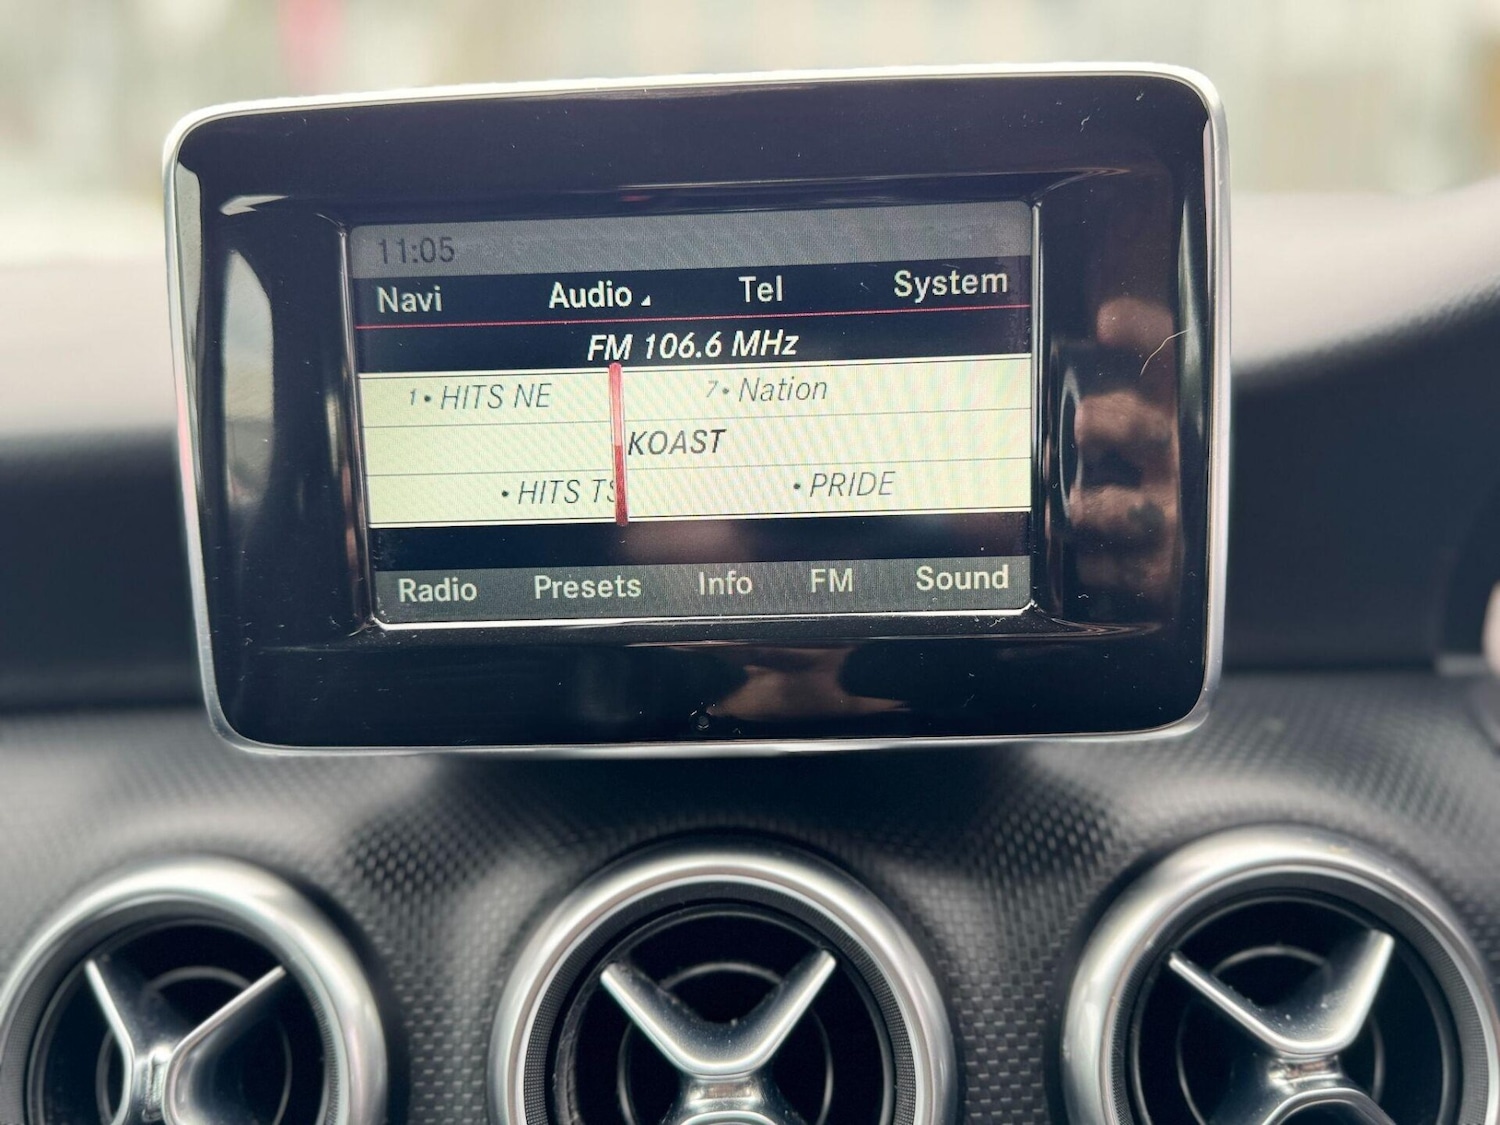 11:05
Navi Audio Tel System
FM 106.6 MHz
1• HITS NE 7• Nation
KOAST
• HITS TS • PRIDE
Radio Presets Info FM Sound